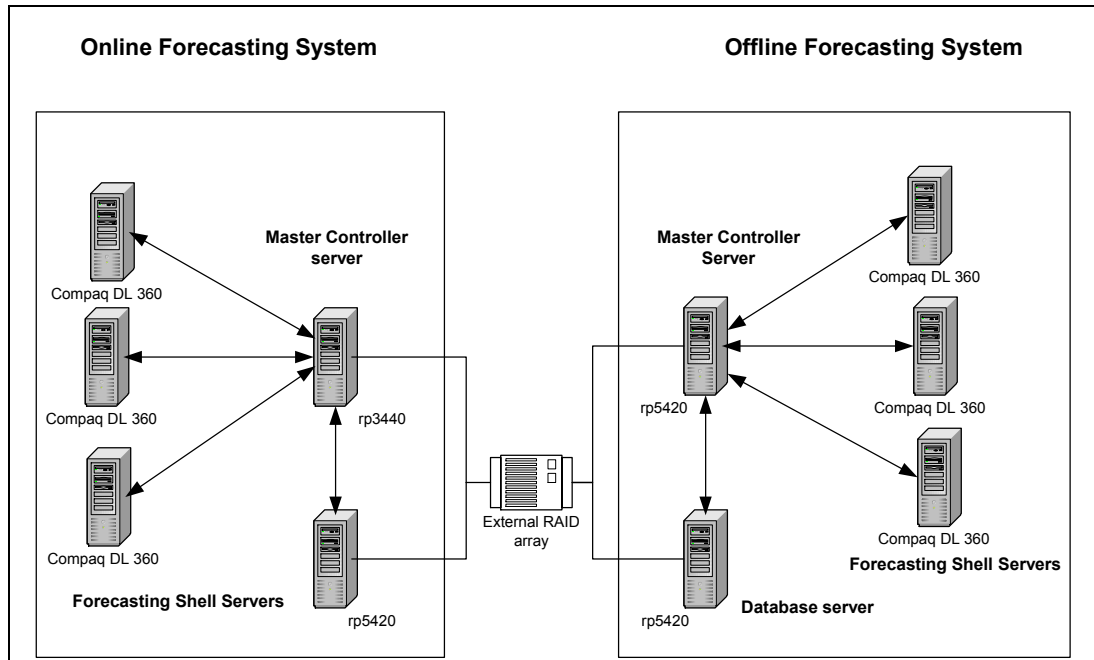 Online Forecasting System
Offline Forecasting System
Compaq DL 360
Master Controller
server
Compaq DL 360
rp3440
Compaq DL 360
Forecasting Shell Servers
rp5420
External RAID
array
Master Controller
Server
Compaq DL 360
rp5420
Compaq DL 360
Compaq DL 360
Forecasting Shell Servers
Database server
rp5420